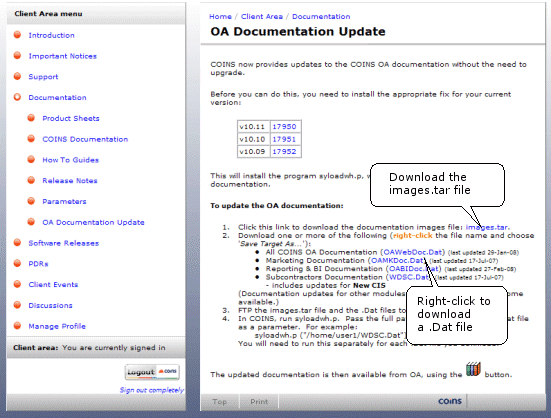 Client Area menu
Introduction
Important Notices
Support
Documentation
Product Sheets
COINS Documentation
How To Guides
Release Notes
Parameters
OA Documentation Update
Software Releases
PDRs
Client Events
Discussions
Manage Profile
Client area: You are currently signed in
Logout COINS
Sign out completely
Home / Client Area / Documentation
OA Documentation Update
COINS now provides updates to the COINS OA documentation without the need to
upgrade.
Before you can do this, you need to install the appropriate fix for your current
version:
v10.11 17950
v10.10 17951
v10.09 17952
This will install the program syloadwh.p, w
documentation.
Download the
images.tar file
To update the OA documentation:
1. Click this link to download the documentation images file: images.tar.
2. Download one or more of the following (right-click the file name and choose
'Save Target As...'):
All COINS OA Documentation (OAWebDoc.Dat) (last updated 29-Jan-08)
Marketing Documentation (OAMKDoc.Dat) (last updated 17-Jul-07)
Reporting & BI Documentation (OABIDoc.Dat) (last updated 27-Feb-08)
Subcontractors Documentation (WDSC.Dat) (last updated 17-Jul-07)
- includes updates for New CIS
(Documentation updates for other modules ome
available.)
3. FTP the images.tar file and the .Dat files to
4. In COINS, run syloadwh.p. Pass the full pa at file
as a parameter. For example:
syloadwh.p ("/home/user1/WDSC.Dat")
You will need to run this separately for each
Right-click to
download
a .Dat file
The updated documentation is then available from OA, using the button.
Top Print COINS